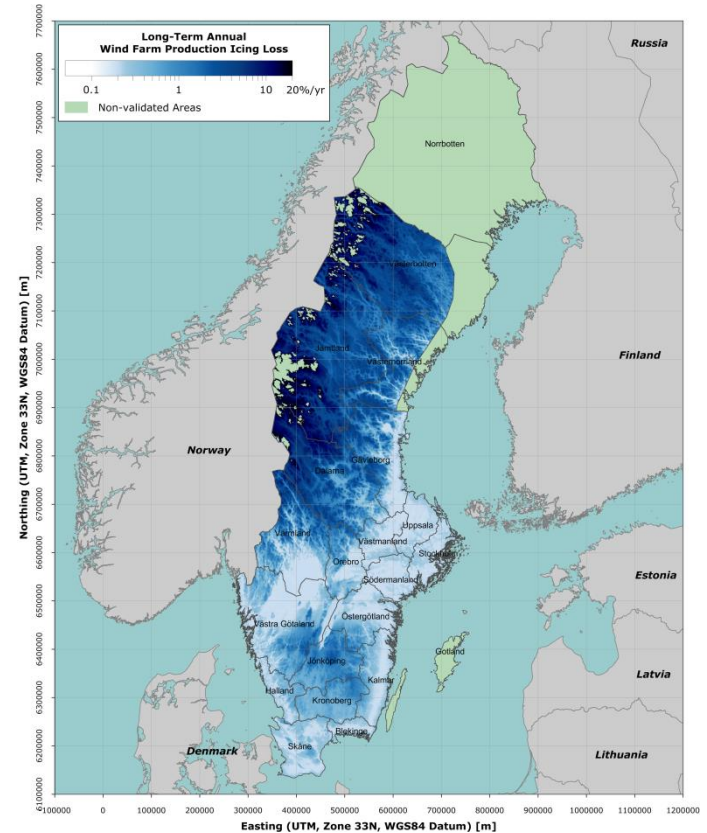 Long-Term Annual
Wind Farm Production Icing Loss
0.1 1 10 20%/yr
Non-validated Areas
Russia
Norrbotten
Västerbotten
Jämtland
Västernorrland
Finland
Norway
Gävleborg
Dalarna
Uppsala
Värmland
Västmanland
Stockholm
Örebro
Södermanland
Estonia
Västra Götaland
Östergötland
Gotland
Jönköping
Latvia
Kalmar
Halland
Kronoberg
Blekinge
Skåne
Denmark
Lithuania
Northing (UTM, Zone 33N, WGS84 Datum) [m]
7700000
7600000
7500000
7400000
7300000
7200000
7100000
7000000
6900000
6800000
6700000
6600000
6500000
6400000
6300000
6200000
6100000
-100000 0 100000 200000 300000 400000 500000 600000 700000 800000 900000 1000000 1100000 1200000
Easting (UTM, Zone 33N, WGS84 Datum) [m]